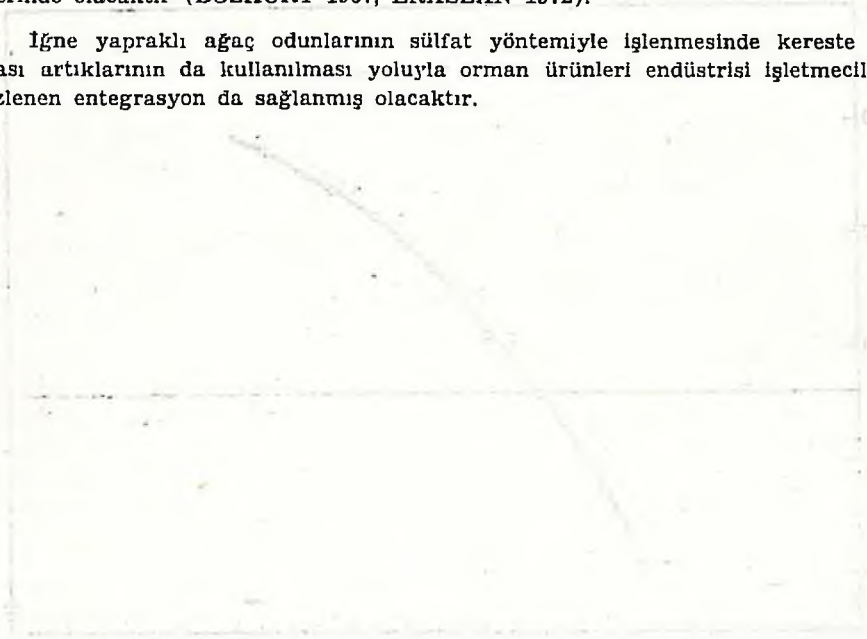 İğne yapraklı ağaç odunlarının sülfat yöntemiyle işlenmesinde kereste
ası artıklarının da kullanılması yoluyla orman ürünleri endüstrisi işletmecil
zlenen entegrasyon da sağlanmış olacaktır.